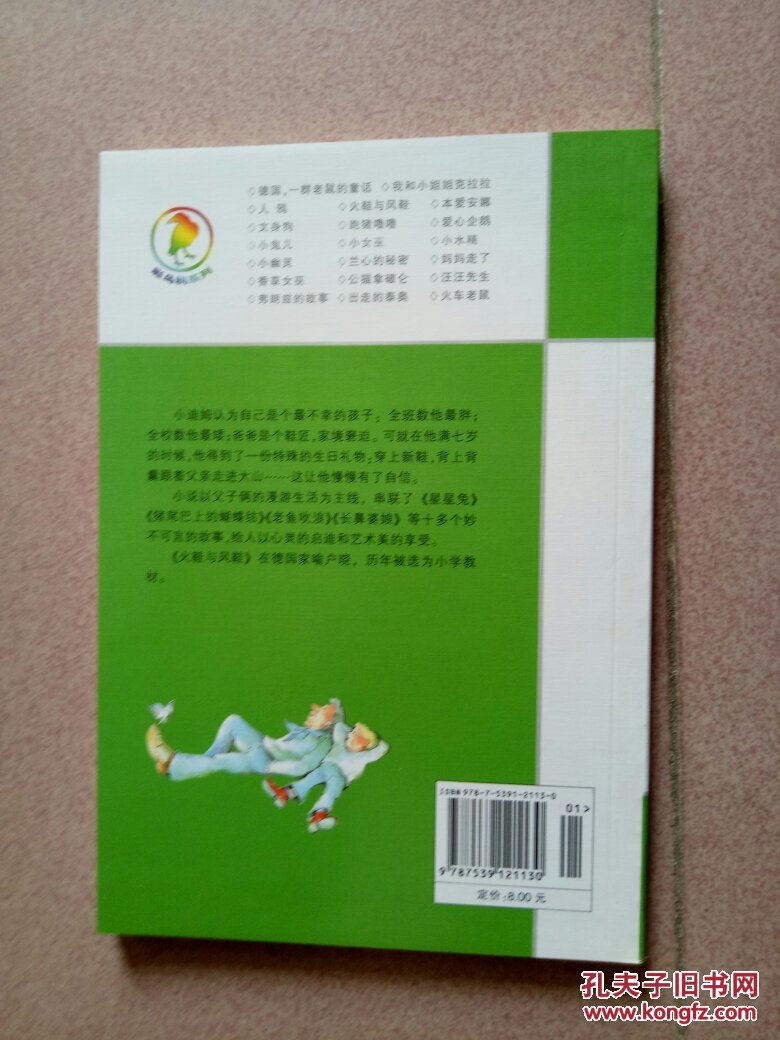 ◇德国,一群老鼠的童话 ◇我和小姐姐克拉拉
◇人 鸦 ◇火鞋与风鞋 ◇本爱安娜
◇文身狗 ◇跑猪噜噜 ◇爱心企鹅
◇小鬼儿 ◇小女巫 ◇小水精
◇小幽灵 ◇兰心的秘密 ◇妈妈走了
◇香草女巫 ◇公猫拿破仑 ◇汪汪先生
◇弗朗兹的故事 ◇出走的泰奥 ◇火车老鼠
彩乌鸦系列
小迪姆认为自己是个最不幸的孩子:全班数他最胖;
全校数他最矮;爸爸是个鞋匠,家境窘迫。可就在他满七岁
的时候,他得到了一份特殊的生日礼物:穿上新鞋,背上背
囊跟着父亲走进大山……这让他慢慢有了自信。
小说以父子俩的漫游生活为主线,串联了《星星兔》
《猪尾巴上的蝴蝶结》《老鱼吹浪》《长鼻婆娘》等十多个妙
不可言的故事,给人以心灵的启迪和艺术美的享受。
《火鞋与风鞋》在德国家喻户晓,历年被选为小学教
材。
ISBN 978-7-5391-2113-0
01>
9 787539 121130
定价:8.00 元
孔夫子旧书网
www.kongfz.com